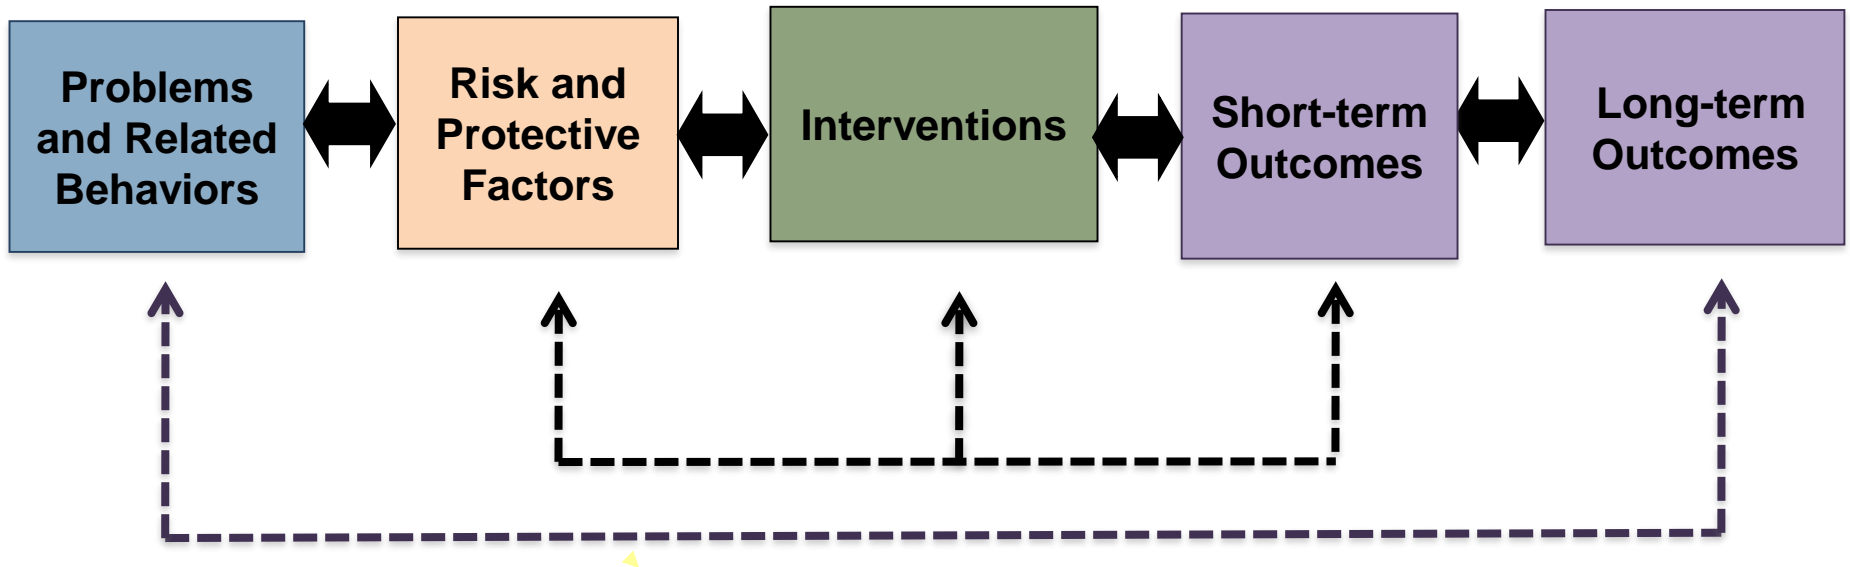 Problems
and Related
Behaviors
Risk and
Protective
Factors
Interventions
Short-term
Outcomes
Long-term
Outcomes